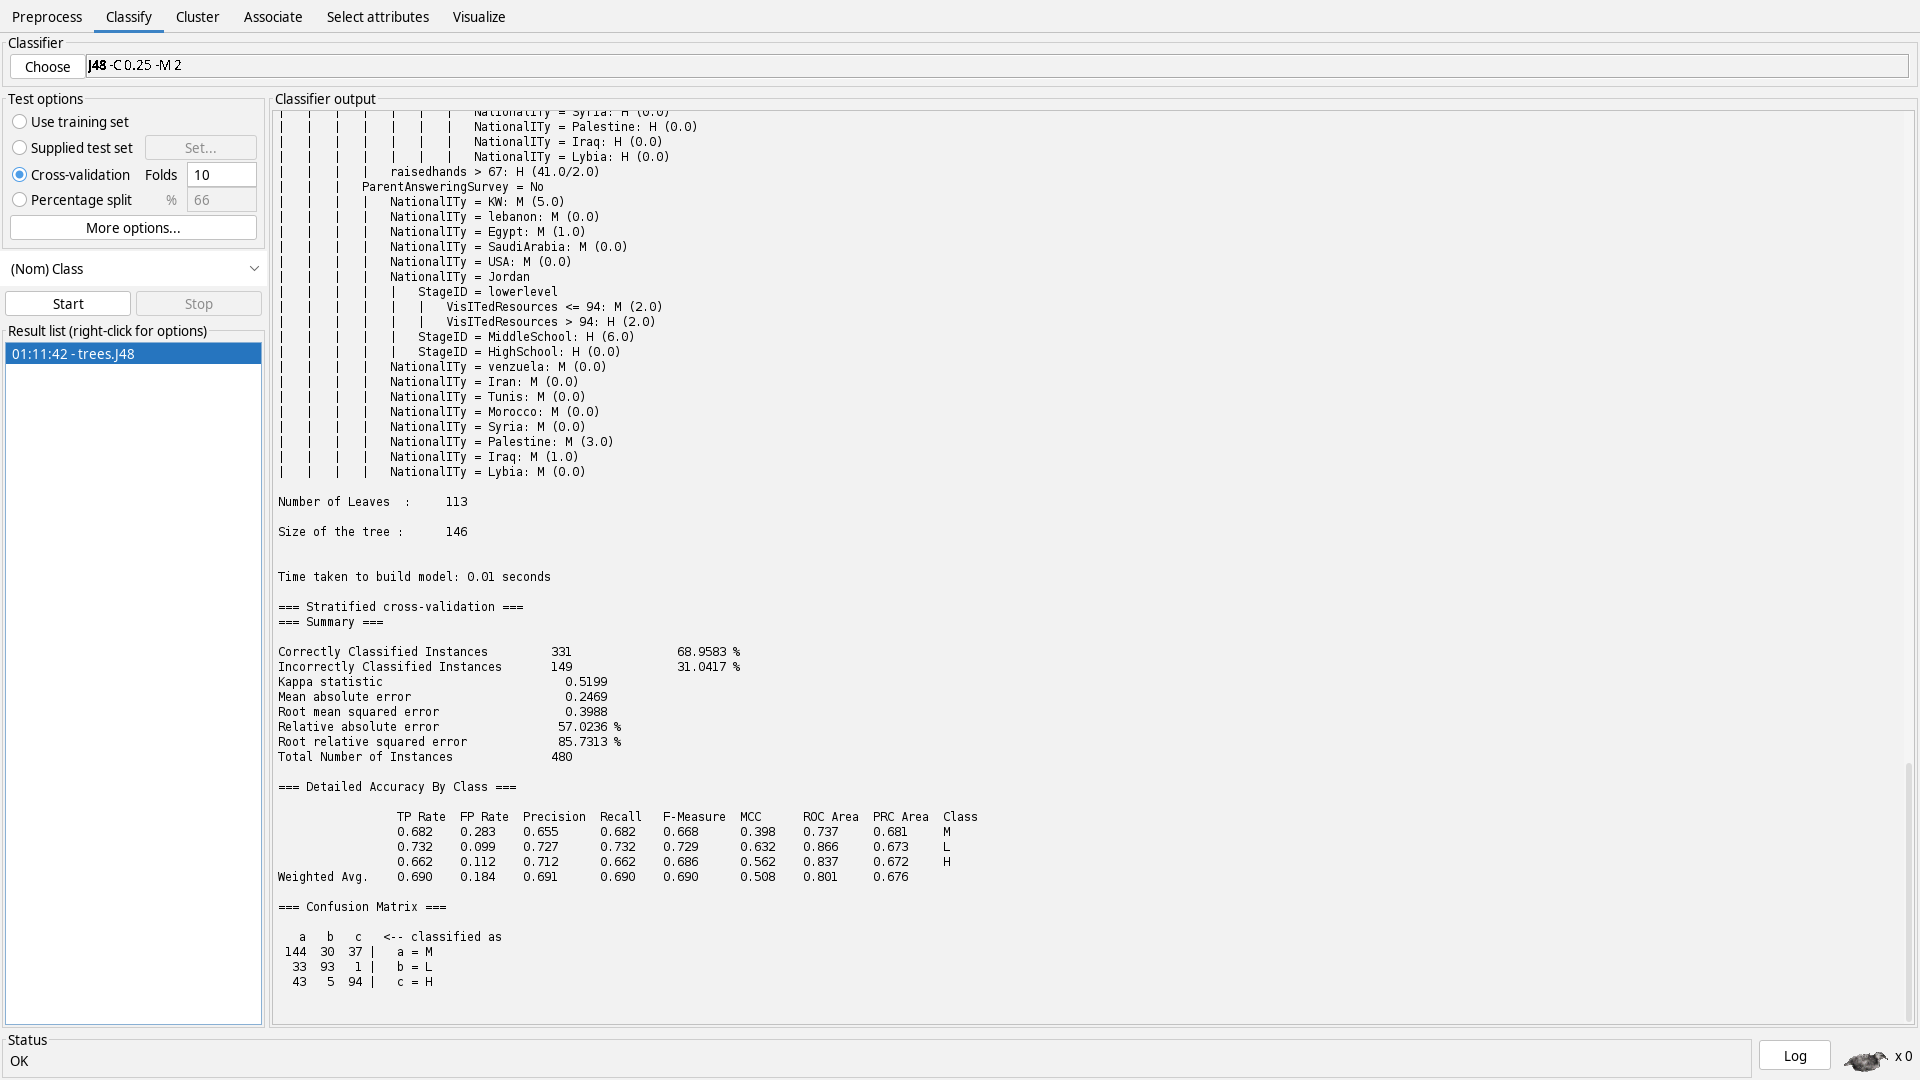 Preprocess Classify Cluster Associate Select attributes Visualize
Classifier
Choose J48 -C 0.25 -M 2
Test options
Use training set
Supplied test set Set...
Cross-validation Folds 10
Percentage split % 66
More options...
(Nom) Class
Start Stop
Result list (right-click for options)
01:11:42 - trees.J48
Classifier output
| | | | | | | NationalITy = Syria: H (0.0)
| | | | | | | NationalITy = Palestine: H (0.0)
| | | | | | | NationalITy = Iraq: H (0.0)
| | | | | | | NationalITy = Lybia: H (0.0)
| | | | raisedhands > 67: H (41.0/2.0)
| | | ParentAnsweringSurvey = No
| | | | NationalITy = KW: M (5.0)
| | | | NationalITy = lebanon: M (0.0)
| | | | NationalITy = Egypt: M (1.0)
| | | | NationalITy = SaudiArabia: M (0.0)
| | | | NationalITy = USA: M (0.0)
| | | | NationalITy = Jordan
| | | | | StageID = lowerlevel
| | | | | | VisITedResources <= 94: M (2.0)
| | | | | | VisITedResources > 94: H (2.0)
| | | | | StageID = MiddleSchool: H (6.0)
| | | | | StageID = HighSchool: H (0.0)
| | | | NationalITy = venzuela: M (0.0)
| | | | NationalITy = Iran: M (0.0)
| | | | NationalITy = Tunis: M (0.0)
| | | | NationalITy = Morocco: M (0.0)
| | | | NationalITy = Syria: M (0.0)
| | | | NationalITy = Palestine: M (3.0)
| | | | NationalITy = Iraq: M (1.0)
| | | | NationalITy = Lybia: M (0.0)
Number of Leaves : 113
Size of the tree : 146
Time taken to build model: 0.01 seconds
=== Stratified cross-validation ===
=== Summary ===
Correctly Classified Instances 331 68.9583 %
Incorrectly Classified Instances 149 31.0417 %
Kappa statistic 0.5199
Mean absolute error 0.2469
Root mean squared error 0.3988
Relative absolute error 57.0236 %
Root relative squared error 85.7313 %
Total Number of Instances 480
=== Detailed Accuracy By Class ===
TP Rate FP Rate Precision Recall F-Measure MCC ROC Area PRC Area Class
0.682 0.283 0.655 0.682 0.668 0.398 0.737 0.681 M
0.732 0.099 0.727 0.732 0.729 0.632 0.866 0.673 L
0.662 0.112 0.712 0.662 0.686 0.562 0.837 0.672 H
Weighted Avg. 0.690 0.184 0.691 0.690 0.690 0.508 0.801 0.676
=== Confusion Matrix ===
a b c <-- classified as
144 30 37 | a = M
33 93 1 | b = L
43 5 94 | c = H
Status
OK
Log x 0